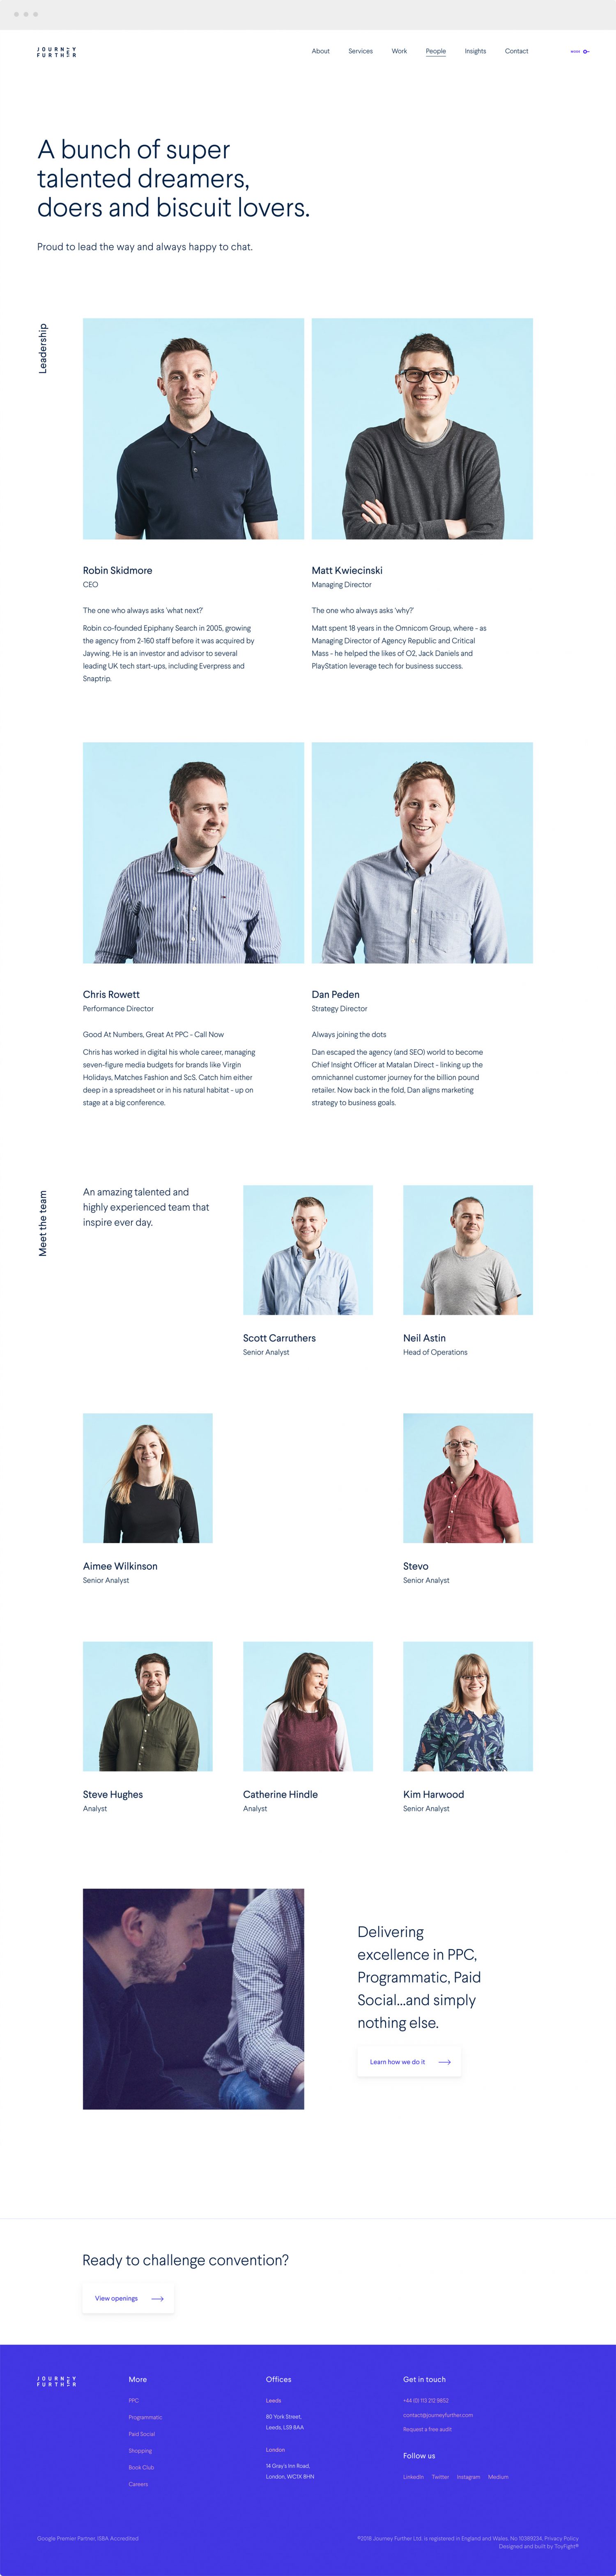 JOURNEY
FURTHER
About
Services
Work
People
Insights
Contact
A bunch of super
talented dreamers,
doers and biscuit lovers.
Proud to lead the way and always happy to chat.
Leadership
Robin Skidmore
CEO
The one who always asks 'what next?'
Robin co-founded Epiphany Search in 2005, growing
the agency from 2-160 staff before it was acquired by
Jaywing. He is an investor and advisor to several
leading UK tech start-ups, including Everpress and
Snaptrip.
Matt Kwiecinski
Managing Director
The one who always asks 'why?'
Matt spent 18 years in the Omnicom Group, where - as
Managing Director of Agency Republic and Critical
Mass - he helped the likes of O2, Jack Daniels and
PlayStation leverage tech for business success.
Chris Rowett
Performance Director
Good At Numbers, Great At PPC - Call Now
Chris has worked in digital his whole career, managing
seven-figure media budgets for brands like Virgin
Holidays, Matches Fashion and ScS. Catch him either
deep in a spreadsheet or in his natural habitat - up on
stage at a big conference.
Dan Peden
Strategy Director
Always joining the dots
Dan escaped the agency (and SEO) world to become
Chief Insight Officer at Matalan Direct - linking up the
omnichannel customer journey for the billion pound
retailer. Now back in the fold, Dan aligns marketing
strategy to business goals.
Meet the team
An amazing talented and
highly experienced team that
inspire ever day.
Scott Carruthers
Senior Analyst
Neil Astin
Head of Operations
Aimee Wilkinson
Senior Analyst
Stevo
Senior Analyst
Steve Hughes
Analyst
Catherine Hindle
Analyst
Kim Harwood
Senior Analyst
Delivering
excellence in PPC,
Programmatic, Paid
Social...and simply
nothing else.
Learn how we do it
Ready to challenge convention?
View openings
JOURNEY
FURTHER
More
PPC
Programmatic
Paid Social
Shopping
Book Club
Careers
Offices
Leeds
80 York Street,
Leeds, LS9 8AA
London
14 Gray's Inn Road,
London, WC1X 8HN
Get in touch
+44 (0) 113 212 9852
contact@journeyfurther.com
Request a free audit
Follow us
LinkedIn Twitter Instagram Medium
Google Premier Partner, ISBA Accredited
©2018 Journey Further Ltd. is registered in England and Wales. No 10389234. Privacy Policy
Designed and built by ToyFight®